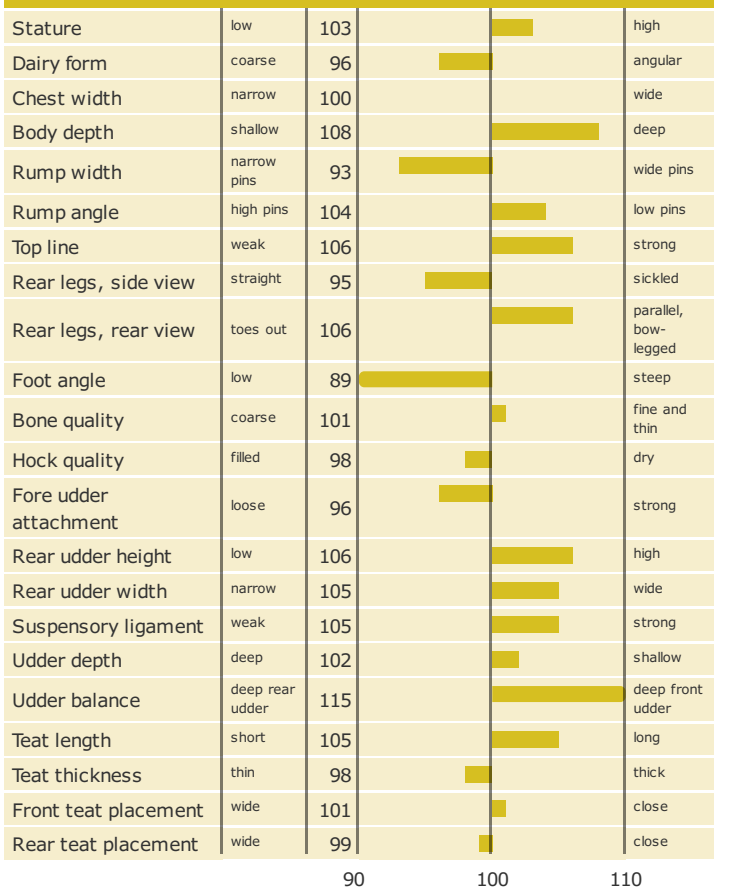 Stature low 103 high
Dairy form coarse 96 angular
Chest width narrow 100 wide
Body depth shallow 108 deep
Rump width narrow pins 93 wide pins
Rump angle high pins 104 low pins
Top line weak 106 strong
Rear legs, side view straight 95 sickled
Rear legs, rear view toes out 106 parallel, bow-legged
Foot angle low 89 steep
Bone quality coarse 101 fine and thin
Hock quality filled 98 dry
Fore udder attachment loose 96 strong
Rear udder height low 106 high
Rear udder width narrow 105 wide
Suspensory ligament weak 105 strong
Udder depth deep 102 shallow
Udder balance deep rear udder 115 deep front udder
Teat length short 105 long
Teat thickness thin 98 thick
Front teat placement wide 101 close
Rear teat placement wide 99 close
90 100 110